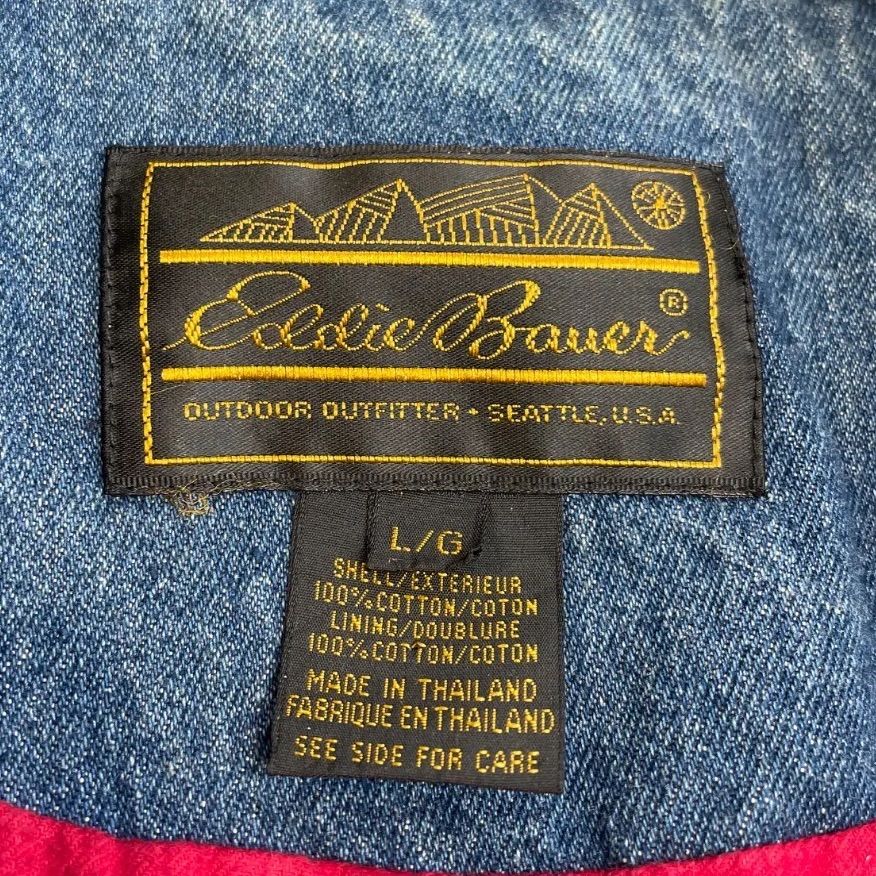 Eddie Bauer ®
OUTDOOR OUTFITTER • SEATTLE, U.S.A.
L/G
SHELL/EXTERIEUR
100% COTTON/COTON
LINING/DOUBLURE
100% COTTON/COTON
MADE IN THAILAND
FABRIQUE EN THAILAND
SEE SIDE FOR CARE